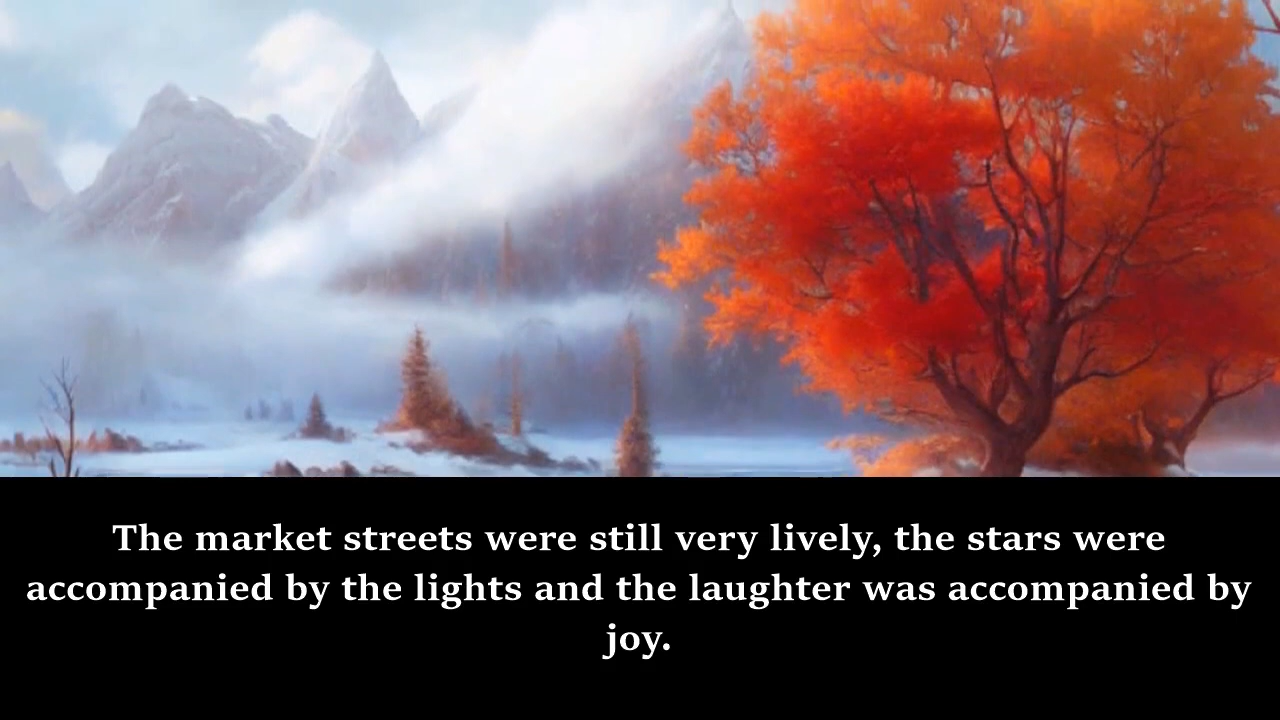 The market streets were still very lively, the stars were
accompanied by the lights and the laughter was accompanied by
joy.